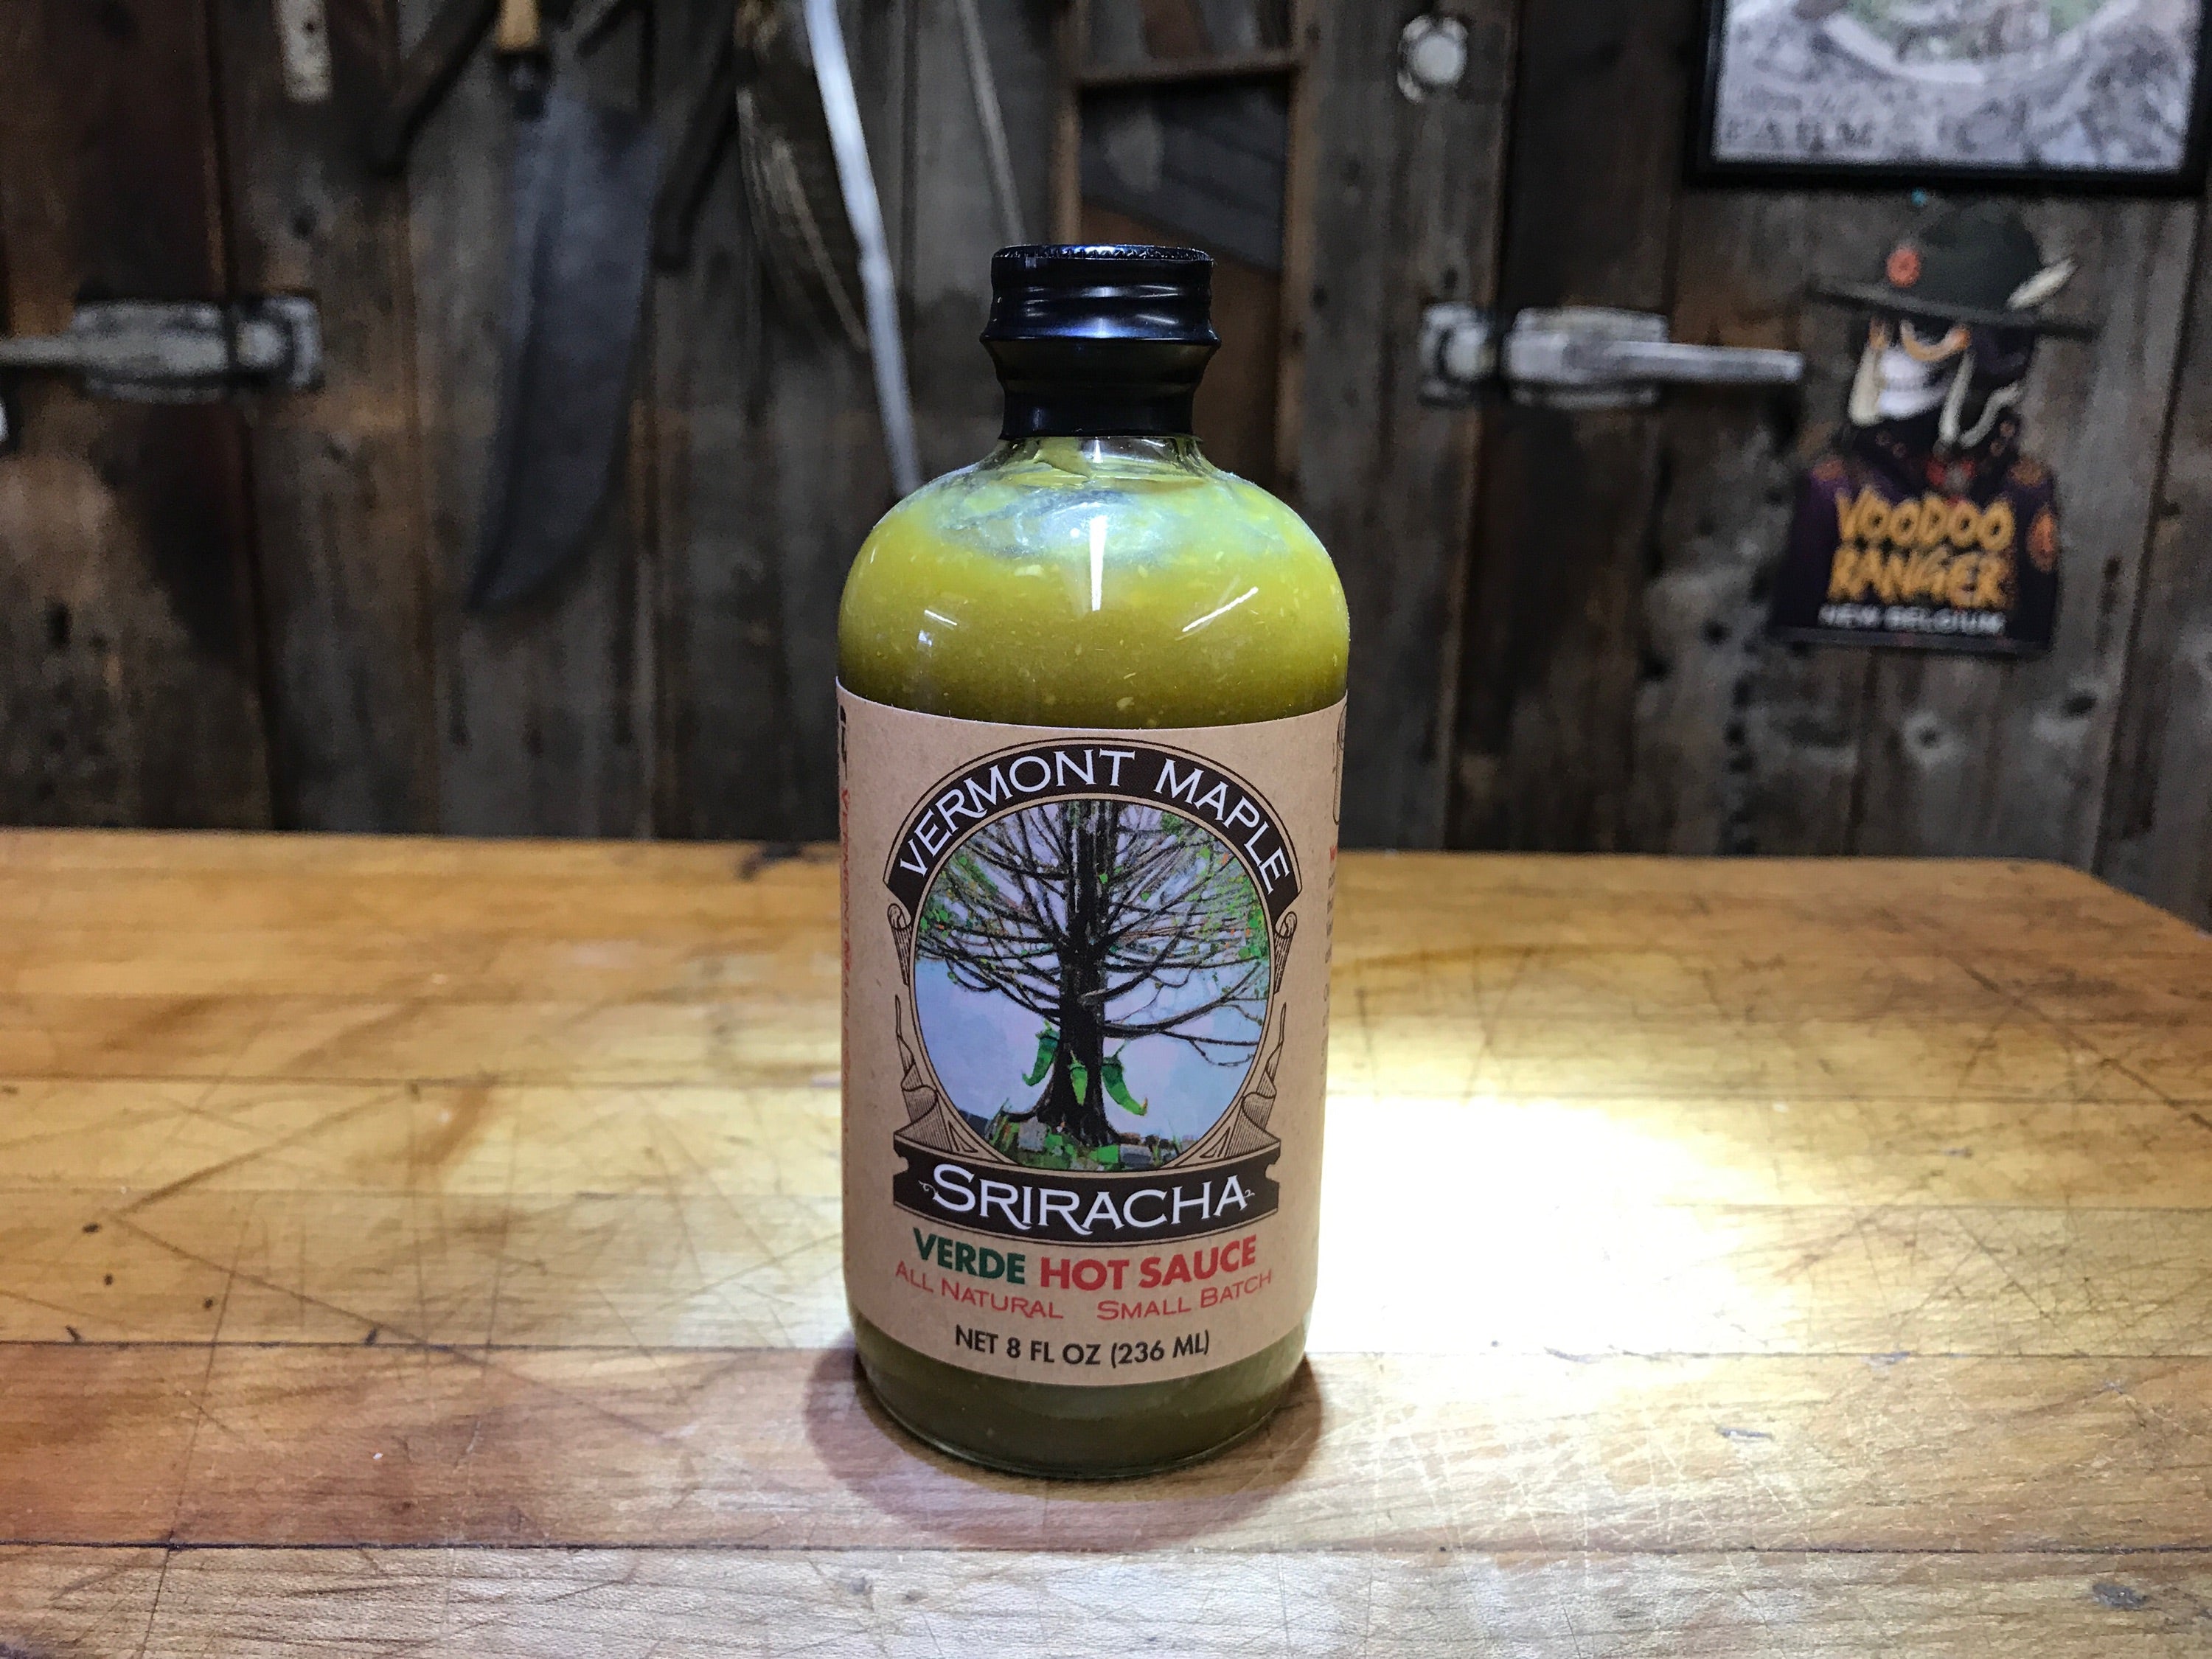 FARM
VOODOO
RANGER
NEW BELGIUM
VERMONT MAPLE
SRIRACHA
VERDE HOT SAUCE
ALL NATURAL SMALL BATCH
NET 8 FL OZ (236 ML)